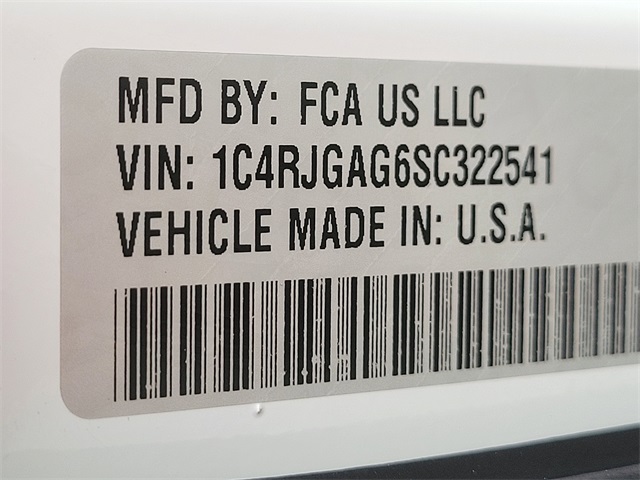 MFD BY: FCA US LLC
VIN: 1C4RJGAG6SC322541
VEHICLE MADE IN: U.S.A.